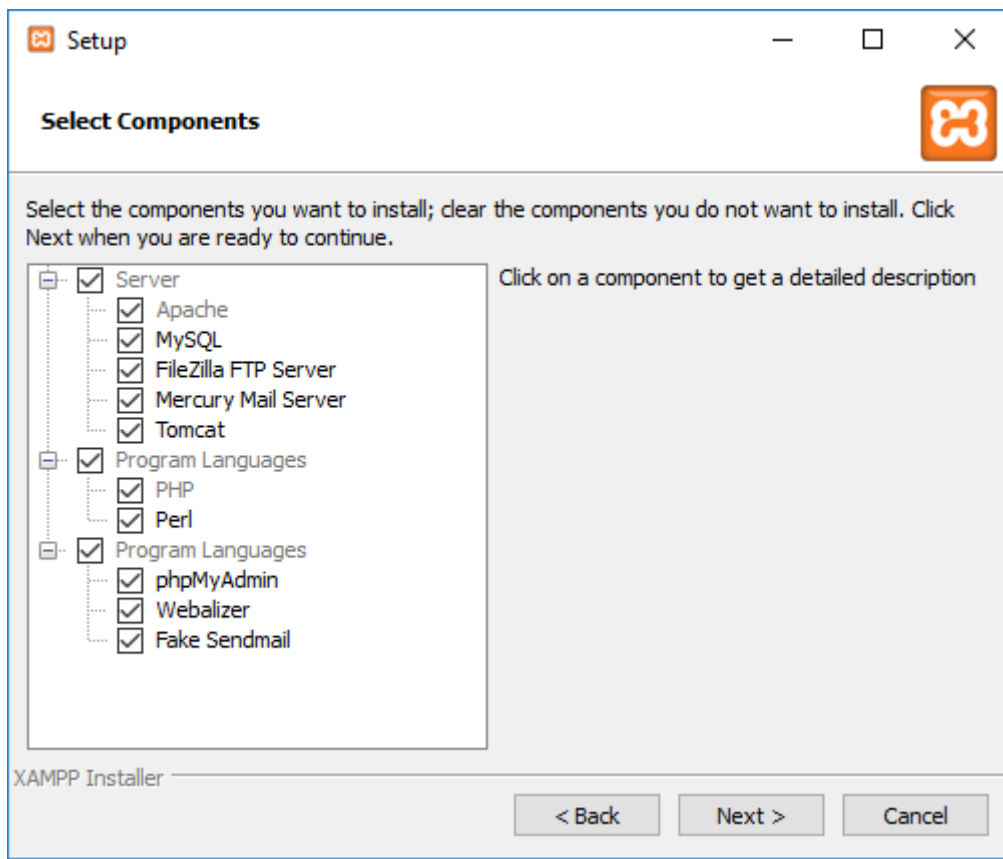 Setup
Select Components
Select the components you want to install; clear the components you do not want to install. Click
Next when you are ready to continue.
Server
Apache
MySQL
FileZilla FTP Server
Mercury Mail Server
Tomcat
Program Languages
PHP
Perl
Program Languages
phpMyAdmin
Webalizer
Fake Sendmail
Click on a component to get a detailed description
XAMPP Installer
< Back
Next >
Cancel